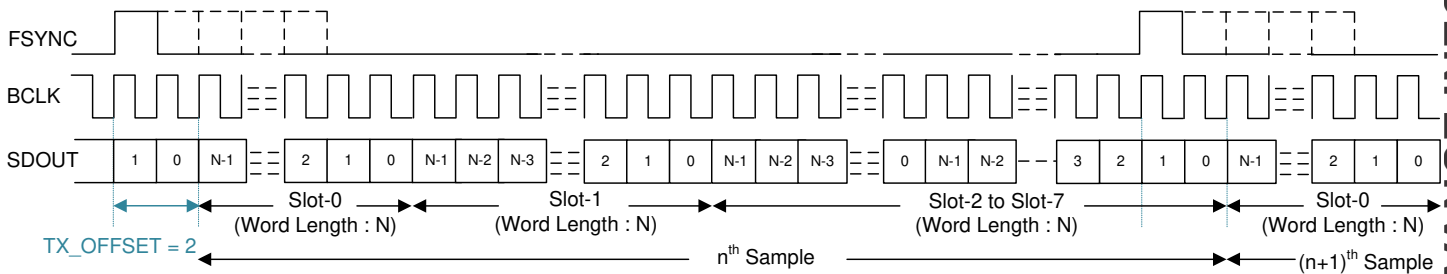 FSYNC
BCLK
SDOUT 1 0 N-1 2 1 0 N-1 N-2 N-3 2 1 0 N-1 N-2 N-3 0 N-1 N-2 3 2 1 0 N-1 2 1 0
Slot-0 Slot-1 Slot-2 to Slot-7 Slot-0
(Word Length : N) (Word Length : N) (Word Length : N) (Word Length : N)
TX_OFFSET = 2 nth Sample (n+1)th Sample